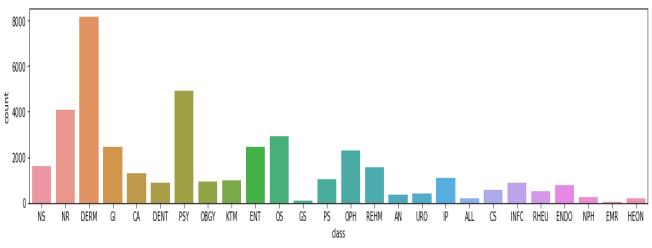 8000
6000
4000
2000
0
count
NS NR DERM GI CA DENT PSY OBGY KTM ENT OS GS PS OPH REHM AN URO IP ALL CS INFC RHEU ENDO NPH EMR HEON
class